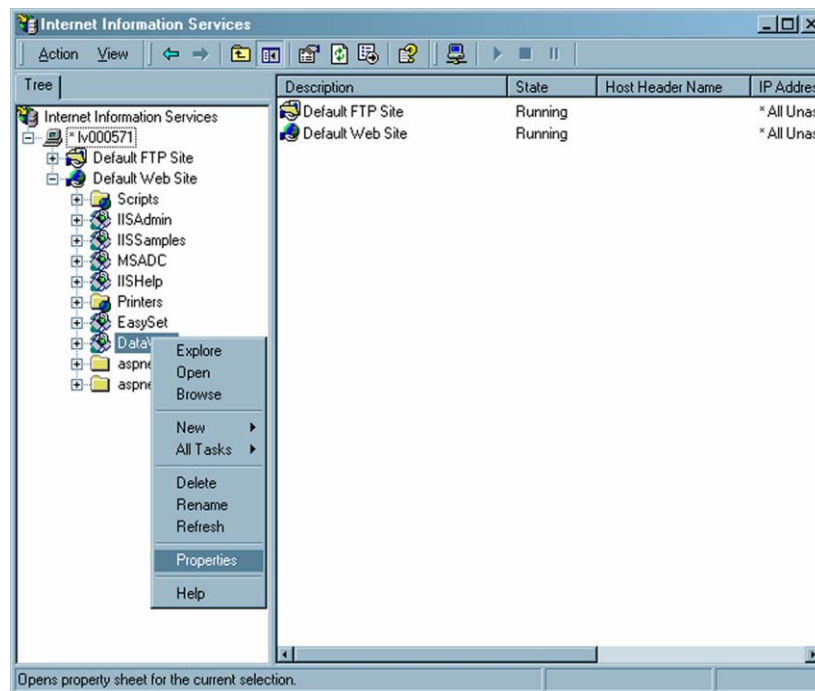 Internet Information Services
Action View
Tree
Description State Host Header Name IP Addres
Internet Information Services
* lv000571
Default FTP Site
Default Web Site
Scripts
IISAdmin
IISSamples
MSADC
IISHelp
Printers
EasySet
Data
aspne
aspne
Explore
Open
Browse
New
All Tasks
Delete
Rename
Refresh
Properties
Help
Default FTP Site Running * All Unas
Default Web Site Running * All Unas
Opens property sheet for the current selection.